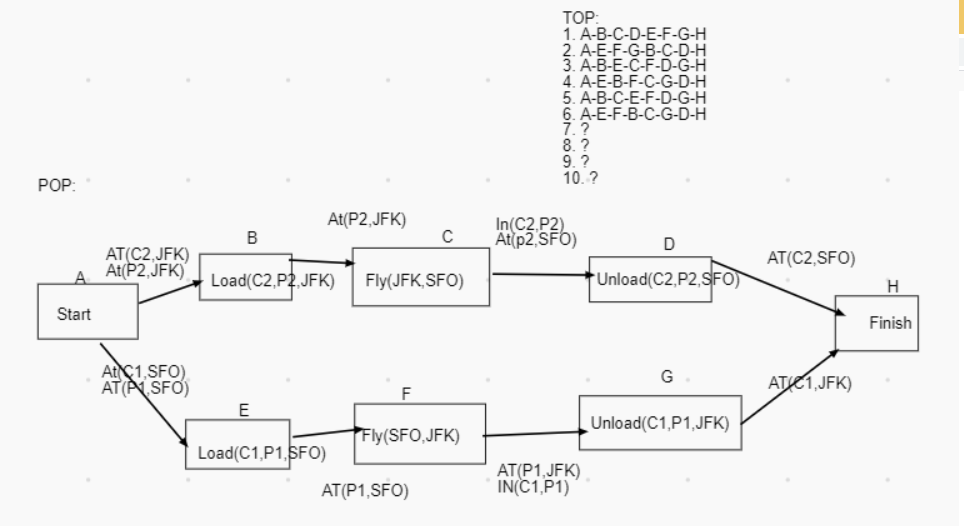 TOP:
1. A-B-C-D-E-F-G-H
2. A-E-F-G-B-C-D-H
3. A-B-E-C-F-D-G-H
4. A-E-B-F-C-G-D-H
5. A-B-C-E-F-D-G-H
6. A-E-F-B-C-G-D-H
7. ?
8. ?
9. ?
10. ?
POP:
At(P2,JFK)
In(C2,P2)
At(p2,SFO)
B
C
D
AT(C2,JFK)
At(P2,JFK)
AT(C2,SFO)
A
Load(C2,P2,JFK)
Fly(JFK,SFO)
Unload(C2,P2,SFO)
H
Start
Finish
At(C1,SFO)
AT(P1,SFO)
G
AT(C1,JFK)
E
F
Unload(C1,P1,JFK)
Fly(SFO,JFK)
Load(C1,P1,SFO)
AT(P1,JFK)
IN(C1,P1)
AT(P1,SFO)